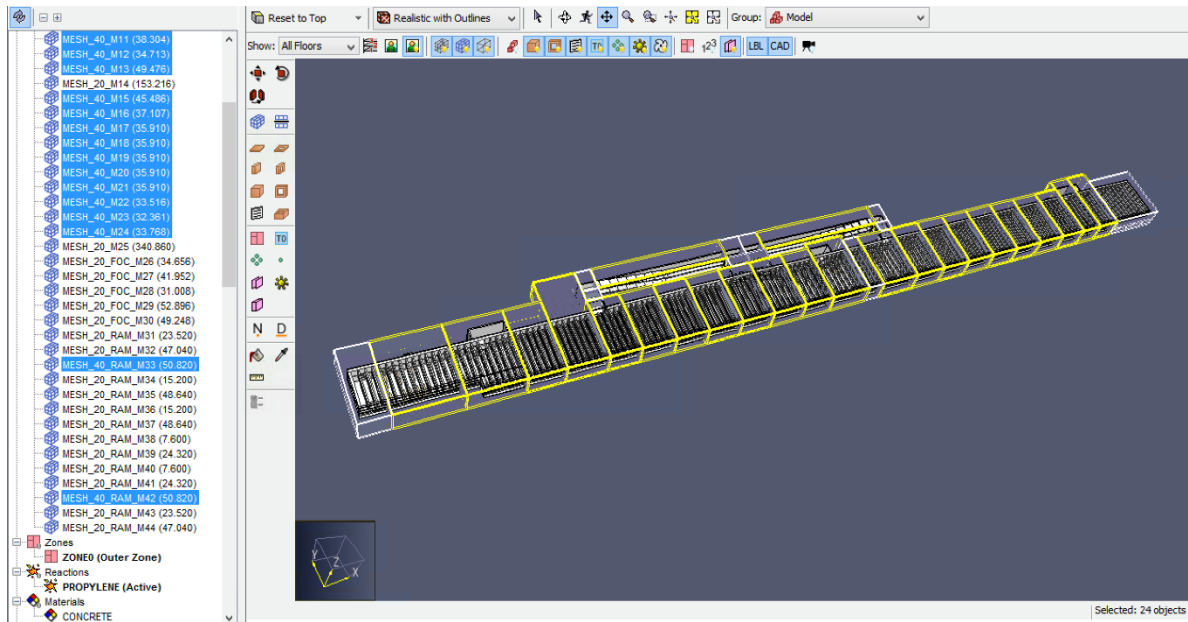 Reset to Top
Realistic with Outlines
Group:
Model
Show:
All Floors
LBL
CAD
MESH_40_M11 (38.304)
MESH_40_M12 (34.713)
MESH_40_M13 (49.476)
MESH_20_M14 (153.216)
MESH_40_M15 (45.486)
MESH_40_M16 (37.107)
MESH_40_M17 (35.910)
MESH_40_M18 (35.910)
MESH_40_M19 (35.910)
MESH_40_M20 (35.910)
MESH_40_M21 (35.910)
MESH_40_M22 (33.516)
MESH_40_M23 (32.361)
MESH_40_M24 (33.768)
MESH_20_M25 (340.860)
MESH_20_FOC_M26 (34.656)
MESH_20_FOC_M27 (41.952)
MESH_20_FOC_M28 (31.008)
MESH_20_FOC_M29 (52.896)
MESH_20_FOC_M30 (49.248)
MESH_20_RAM_M31 (23.520)
MESH_20_RAM_M32 (47.040)
MESH_40_RAM_M33 (50.820)
MESH_20_RAM_M34 (15.200)
MESH_20_RAM_M35 (48.640)
MESH_20_RAM_M36 (15.200)
MESH_20_RAM_M37 (48.640)
MESH_20_RAM_M38 (7.600)
MESH_20_RAM_M39 (24.320)
MESH_20_RAM_M40 (7.600)
MESH_20_RAM_M41 (24.320)
MESH_40_RAM_M42 (50.820)
MESH_20_RAM_M43 (23.520)
MESH_20_RAM_M44 (47.040)
Zones
ZONE0 (Outer Zone)
Reactions
PROPYLENE (Active)
Materials
CONCRETE
N
D
Y
Z
X
Selected: 24 objects